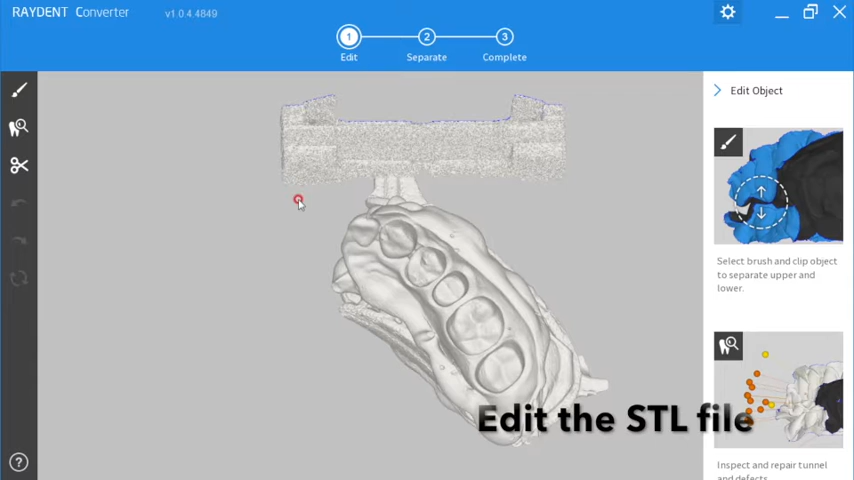 RAYDENT Converter v1.0 4.4849
1 2 3
Edit Separate Complete
Edit Object
Select brush and clip object
to separate upper and
lower.
Edit the STL file
Inspect and repair tunnel
and defects
?